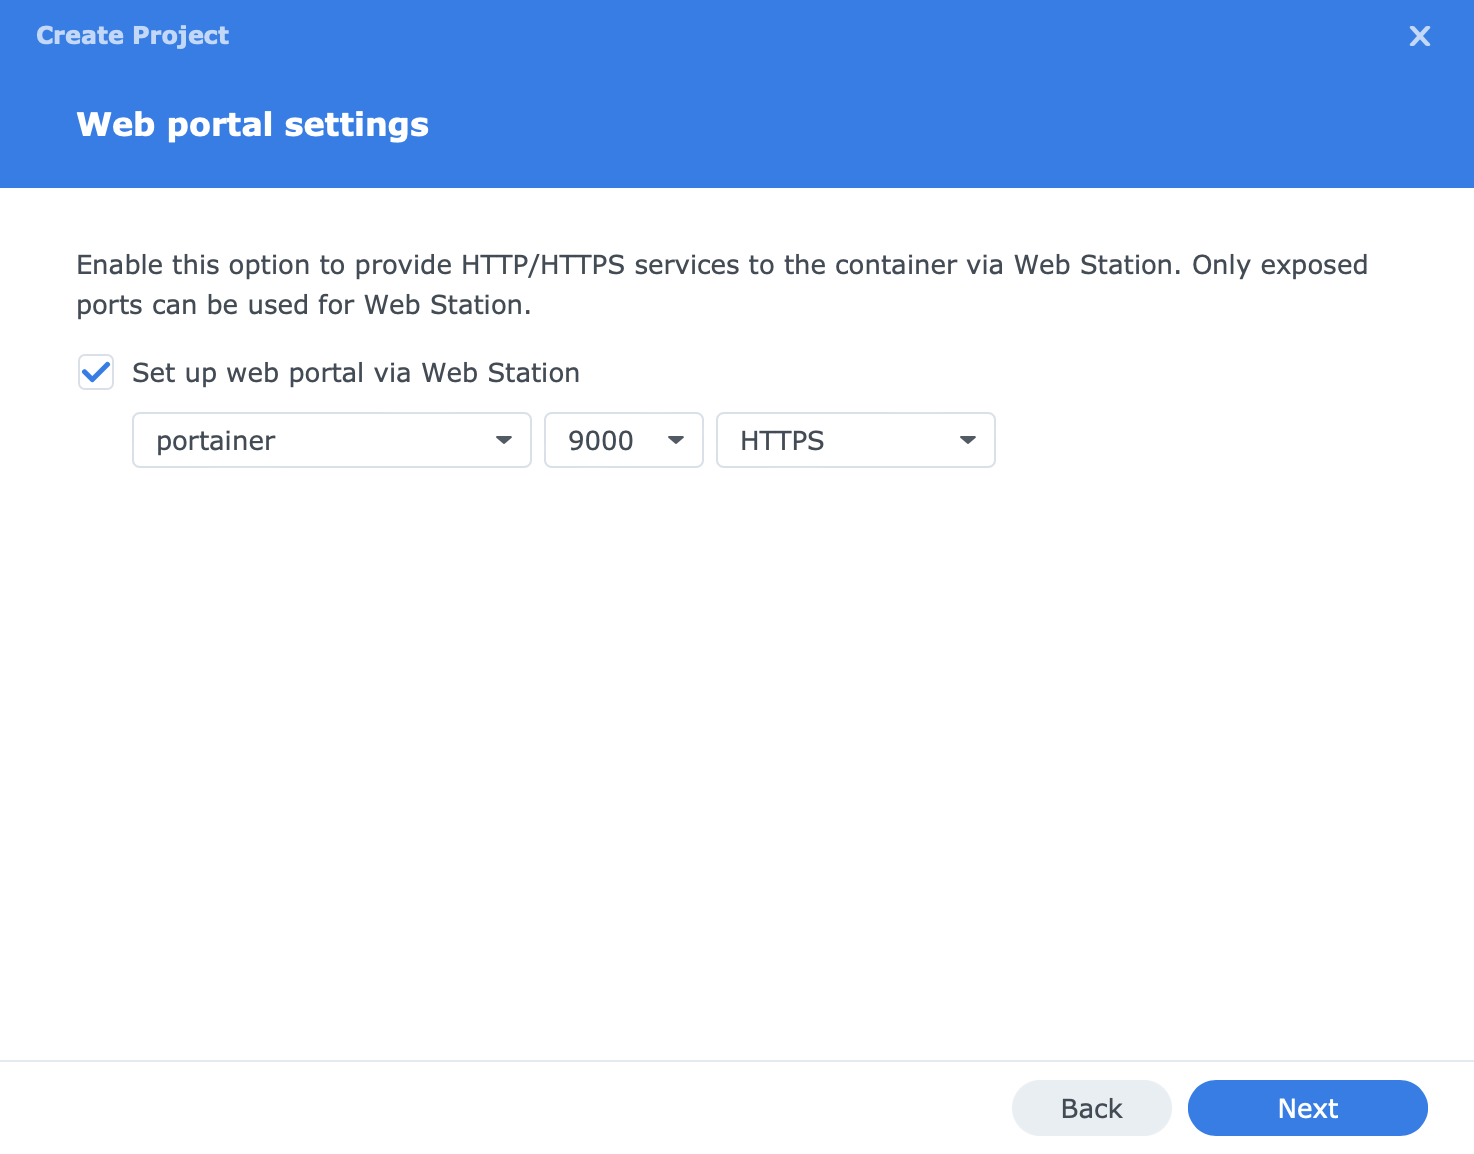 Create Project
Web portal settings
Enable this option to provide HTTP/HTTPS services to the container via Web Station. Only exposed
ports can be used for Web Station.
Set up web portal via Web Station
portainer 9000 HTTPS
Back Next